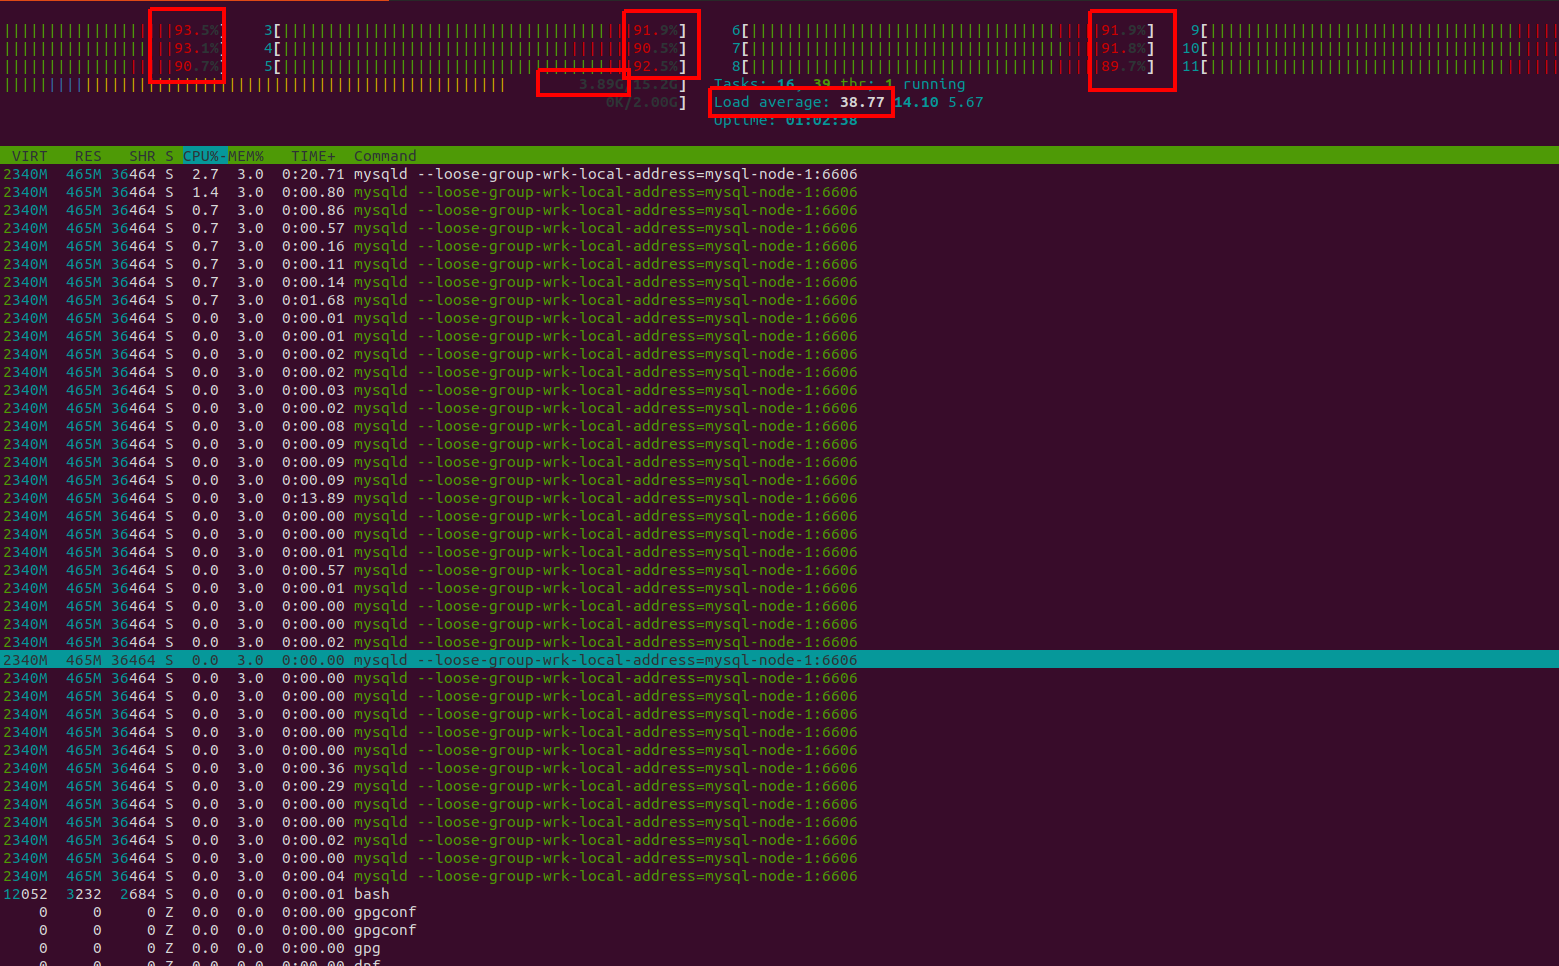 93.5%] 3[ 91.9%] 6[ 91.9%] 9[
93.1%] 4[ 90.5%] 7[ 91.8%] 10[
90.7%] 5[ 92.5%] 8[ 89.7%] 11[
3.89G/15.2G] Tasks: 16, 39 thr; 1 running
0K/2.00G] Load average: 38.77 14.10 5.67
Uptime: 01:02:38
VIRT RES SHR S CPU%-MEM% TIME+ Command
2340M 465M 36464 S 2.7 3.0 0:20.71 mysqld --loose-group-wrk-local-address=mysql-node-1:6606
2340M 465M 36464 S 1.4 3.0 0:00.80 mysqld --loose-group-wrk-local-address=mysql-node-1:6606
2340M 465M 36464 S 0.7 3.0 0:00.86 mysqld --loose-group-wrk-local-address=mysql-node-1:6606
2340M 465M 36464 S 0.7 3.0 0:00.57 mysqld --loose-group-wrk-local-address=mysql-node-1:6606
2340M 465M 36464 S 0.7 3.0 0:00.16 mysqld --loose-group-wrk-local-address=mysql-node-1:6606
2340M 465M 36464 S 0.7 3.0 0:00.11 mysqld --loose-group-wrk-local-address=mysql-node-1:6606
2340M 465M 36464 S 0.7 3.0 0:00.14 mysqld --loose-group-wrk-local-address=mysql-node-1:6606
2340M 465M 36464 S 0.7 3.0 0:01.68 mysqld --loose-group-wrk-local-address=mysql-node-1:6606
2340M 465M 36464 S 0.0 3.0 0:00.01 mysqld --loose-group-wrk-local-address=mysql-node-1:6606
2340M 465M 36464 S 0.0 3.0 0:00.01 mysqld --loose-group-wrk-local-address=mysql-node-1:6606
2340M 465M 36464 S 0.0 3.0 0:00.02 mysqld --loose-group-wrk-local-address=mysql-node-1:6606
2340M 465M 36464 S 0.0 3.0 0:00.02 mysqld --loose-group-wrk-local-address=mysql-node-1:6606
2340M 465M 36464 S 0.0 3.0 0:00.03 mysqld --loose-group-wrk-local-address=mysql-node-1:6606
2340M 465M 36464 S 0.0 3.0 0:00.02 mysqld --loose-group-wrk-local-address=mysql-node-1:6606
2340M 465M 36464 S 0.0 3.0 0:00.08 mysqld --loose-group-wrk-local-address=mysql-node-1:6606
2340M 465M 36464 S 0.0 3.0 0:00.09 mysqld --loose-group-wrk-local-address=mysql-node-1:6606
2340M 465M 36464 S 0.0 3.0 0:00.09 mysqld --loose-group-wrk-local-address=mysql-node-1:6606
2340M 465M 36464 S 0.0 3.0 0:00.09 mysqld --loose-group-wrk-local-address=mysql-node-1:6606
2340M 465M 36464 S 0.0 3.0 0:13.89 mysqld --loose-group-wrk-local-address=mysql-node-1:6606
2340M 465M 36464 S 0.0 3.0 0:00.00 mysqld --loose-group-wrk-local-address=mysql-node-1:6606
2340M 465M 36464 S 0.0 3.0 0:00.00 mysqld --loose-group-wrk-local-address=mysql-node-1:6606
2340M 465M 36464 S 0.0 3.0 0:00.01 mysqld --loose-group-wrk-local-address=mysql-node-1:6606
2340M 465M 36464 S 0.0 3.0 0:00.57 mysqld --loose-group-wrk-local-address=mysql-node-1:6606
2340M 465M 36464 S 0.0 3.0 0:00.01 mysqld --loose-group-wrk-local-address=mysql-node-1:6606
2340M 465M 36464 S 0.0 3.0 0:00.00 mysqld --loose-group-wrk-local-address=mysql-node-1:6606
2340M 465M 36464 S 0.0 3.0 0:00.00 mysqld --loose-group-wrk-local-address=mysql-node-1:6606
2340M 465M 36464 S 0.0 3.0 0:00.02 mysqld --loose-group-wrk-local-address=mysql-node-1:6606
2340M 465M 36464 S 0.0 3.0 0:00.00 mysqld --loose-group-wrk-local-address=mysql-node-1:6606
2340M 465M 36464 S 0.0 3.0 0:00.00 mysqld --loose-group-wrk-local-address=mysql-node-1:6606
2340M 465M 36464 S 0.0 3.0 0:00.00 mysqld --loose-group-wrk-local-address=mysql-node-1:6606
2340M 465M 36464 S 0.0 3.0 0:00.00 mysqld --loose-group-wrk-local-address=mysql-node-1:6606
2340M 465M 36464 S 0.0 3.0 0:00.00 mysqld --loose-group-wrk-local-address=mysql-node-1:6606
2340M 465M 36464 S 0.0 3.0 0:00.00 mysqld --loose-group-wrk-local-address=mysql-node-1:6606
2340M 465M 36464 S 0.0 3.0 0:00.36 mysqld --loose-group-wrk-local-address=mysql-node-1:6606
2340M 465M 36464 S 0.0 3.0 0:00.29 mysqld --loose-group-wrk-local-address=mysql-node-1:6606
2340M 465M 36464 S 0.0 3.0 0:00.00 mysqld --loose-group-wrk-local-address=mysql-node-1:6606
2340M 465M 36464 S 0.0 3.0 0:00.00 mysqld --loose-group-wrk-local-address=mysql-node-1:6606
2340M 465M 36464 S 0.0 3.0 0:00.02 mysqld --loose-group-wrk-local-address=mysql-node-1:6606
2340M 465M 36464 S 0.0 3.0 0:00.00 mysqld --loose-group-wrk-local-address=mysql-node-1:6606
2340M 465M 36464 S 0.0 3.0 0:00.04 mysqld --loose-group-wrk-local-address=mysql-node-1:6606
12052 3232 2684 S 0.0 0.0 0:00.01 bash
0 0 0 Z 0.0 0.0 0:00.00 gpgconf
0 0 0 Z 0.0 0.0 0:00.00 gpgconf
0 0 0 Z 0.0 0.0 0:00.00 gpg
0 0 0 Z 0.0 0.0 0:00.00 dnf